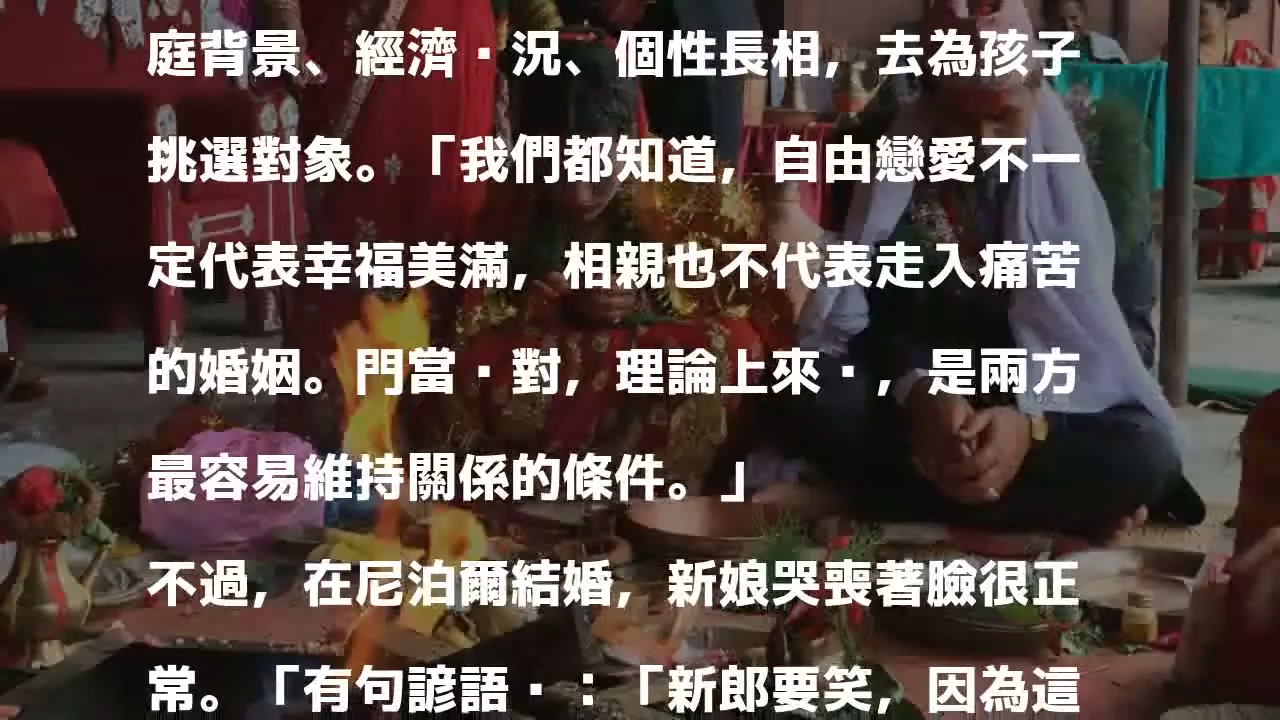 庭背景、經濟▪況、個性長相，去為孩子
挑選對象。「我們都知道，自由戀愛不一
定代表幸福美滿，相親也不代表走入痛苦
的婚姻。門當▪對，理論上來▪，是兩方
最容易維持關係的條件。」
不過，在尼泊爾結婚，新娘哭喪著臉很正
常。「有句諺語▪：「新郎要笑，因為這